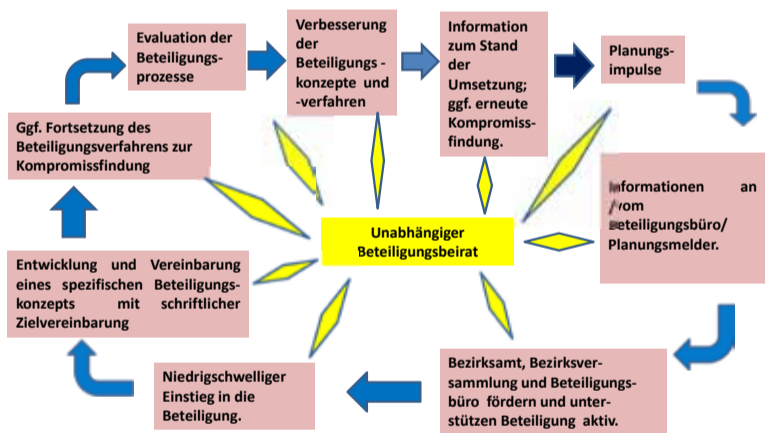 Evaluation der
Beteiligungs-
prozesse
Verbesserung
der
Beteiligungs -
konzepte und
-verfahren
Information
zum Stand
der
Umsetzung;
ggf. erneute
Kompromiss-
findung.
Planungs-
impulse
Ggf. Fortsetzung des
Beteiligungsverfahrens zur
Kompromissfindung
Informationen an
/vom
Beteiligungsbüro/
Planungsmelder.
Unabhängiger
Beteiligungsbeirat
Entwicklung und Vereinbarung
eines spezifischen Beteiligungs-
konzepts mit schriftlicher
Zielvereinbarung
Niedrigschwelliger
Einstieg in die
Beteiligung.
Bezirksamt, Bezirksver-
sammlung und Beteiligungs-
büro fördern und unter-
stützen Beteiligung aktiv.